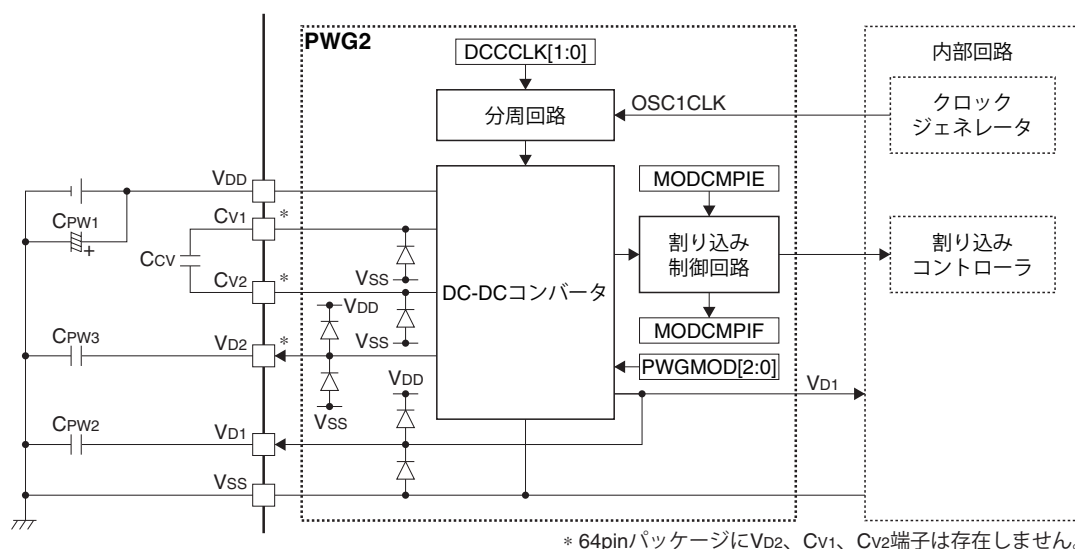 PWG2
DCCCLK[1:0]
内部回路
分周回路
OSC1CLK
クロック
ジェネレータ
VDD
MODCMPIE
CPW1
+
CV1 *
CCV
VSS
割り込み
制御回路
割り込み
コントローラ
CV2 *
DC-DCコンバータ
VDD
VSS
MODCMPIF
CPW3
VD2 *
PWGMOD[2:0]
VDD
VD1
VSS
CPW2
VD1
VSS
* 64pinパッケージにVD2、CV1、CV2端子は存在しません。